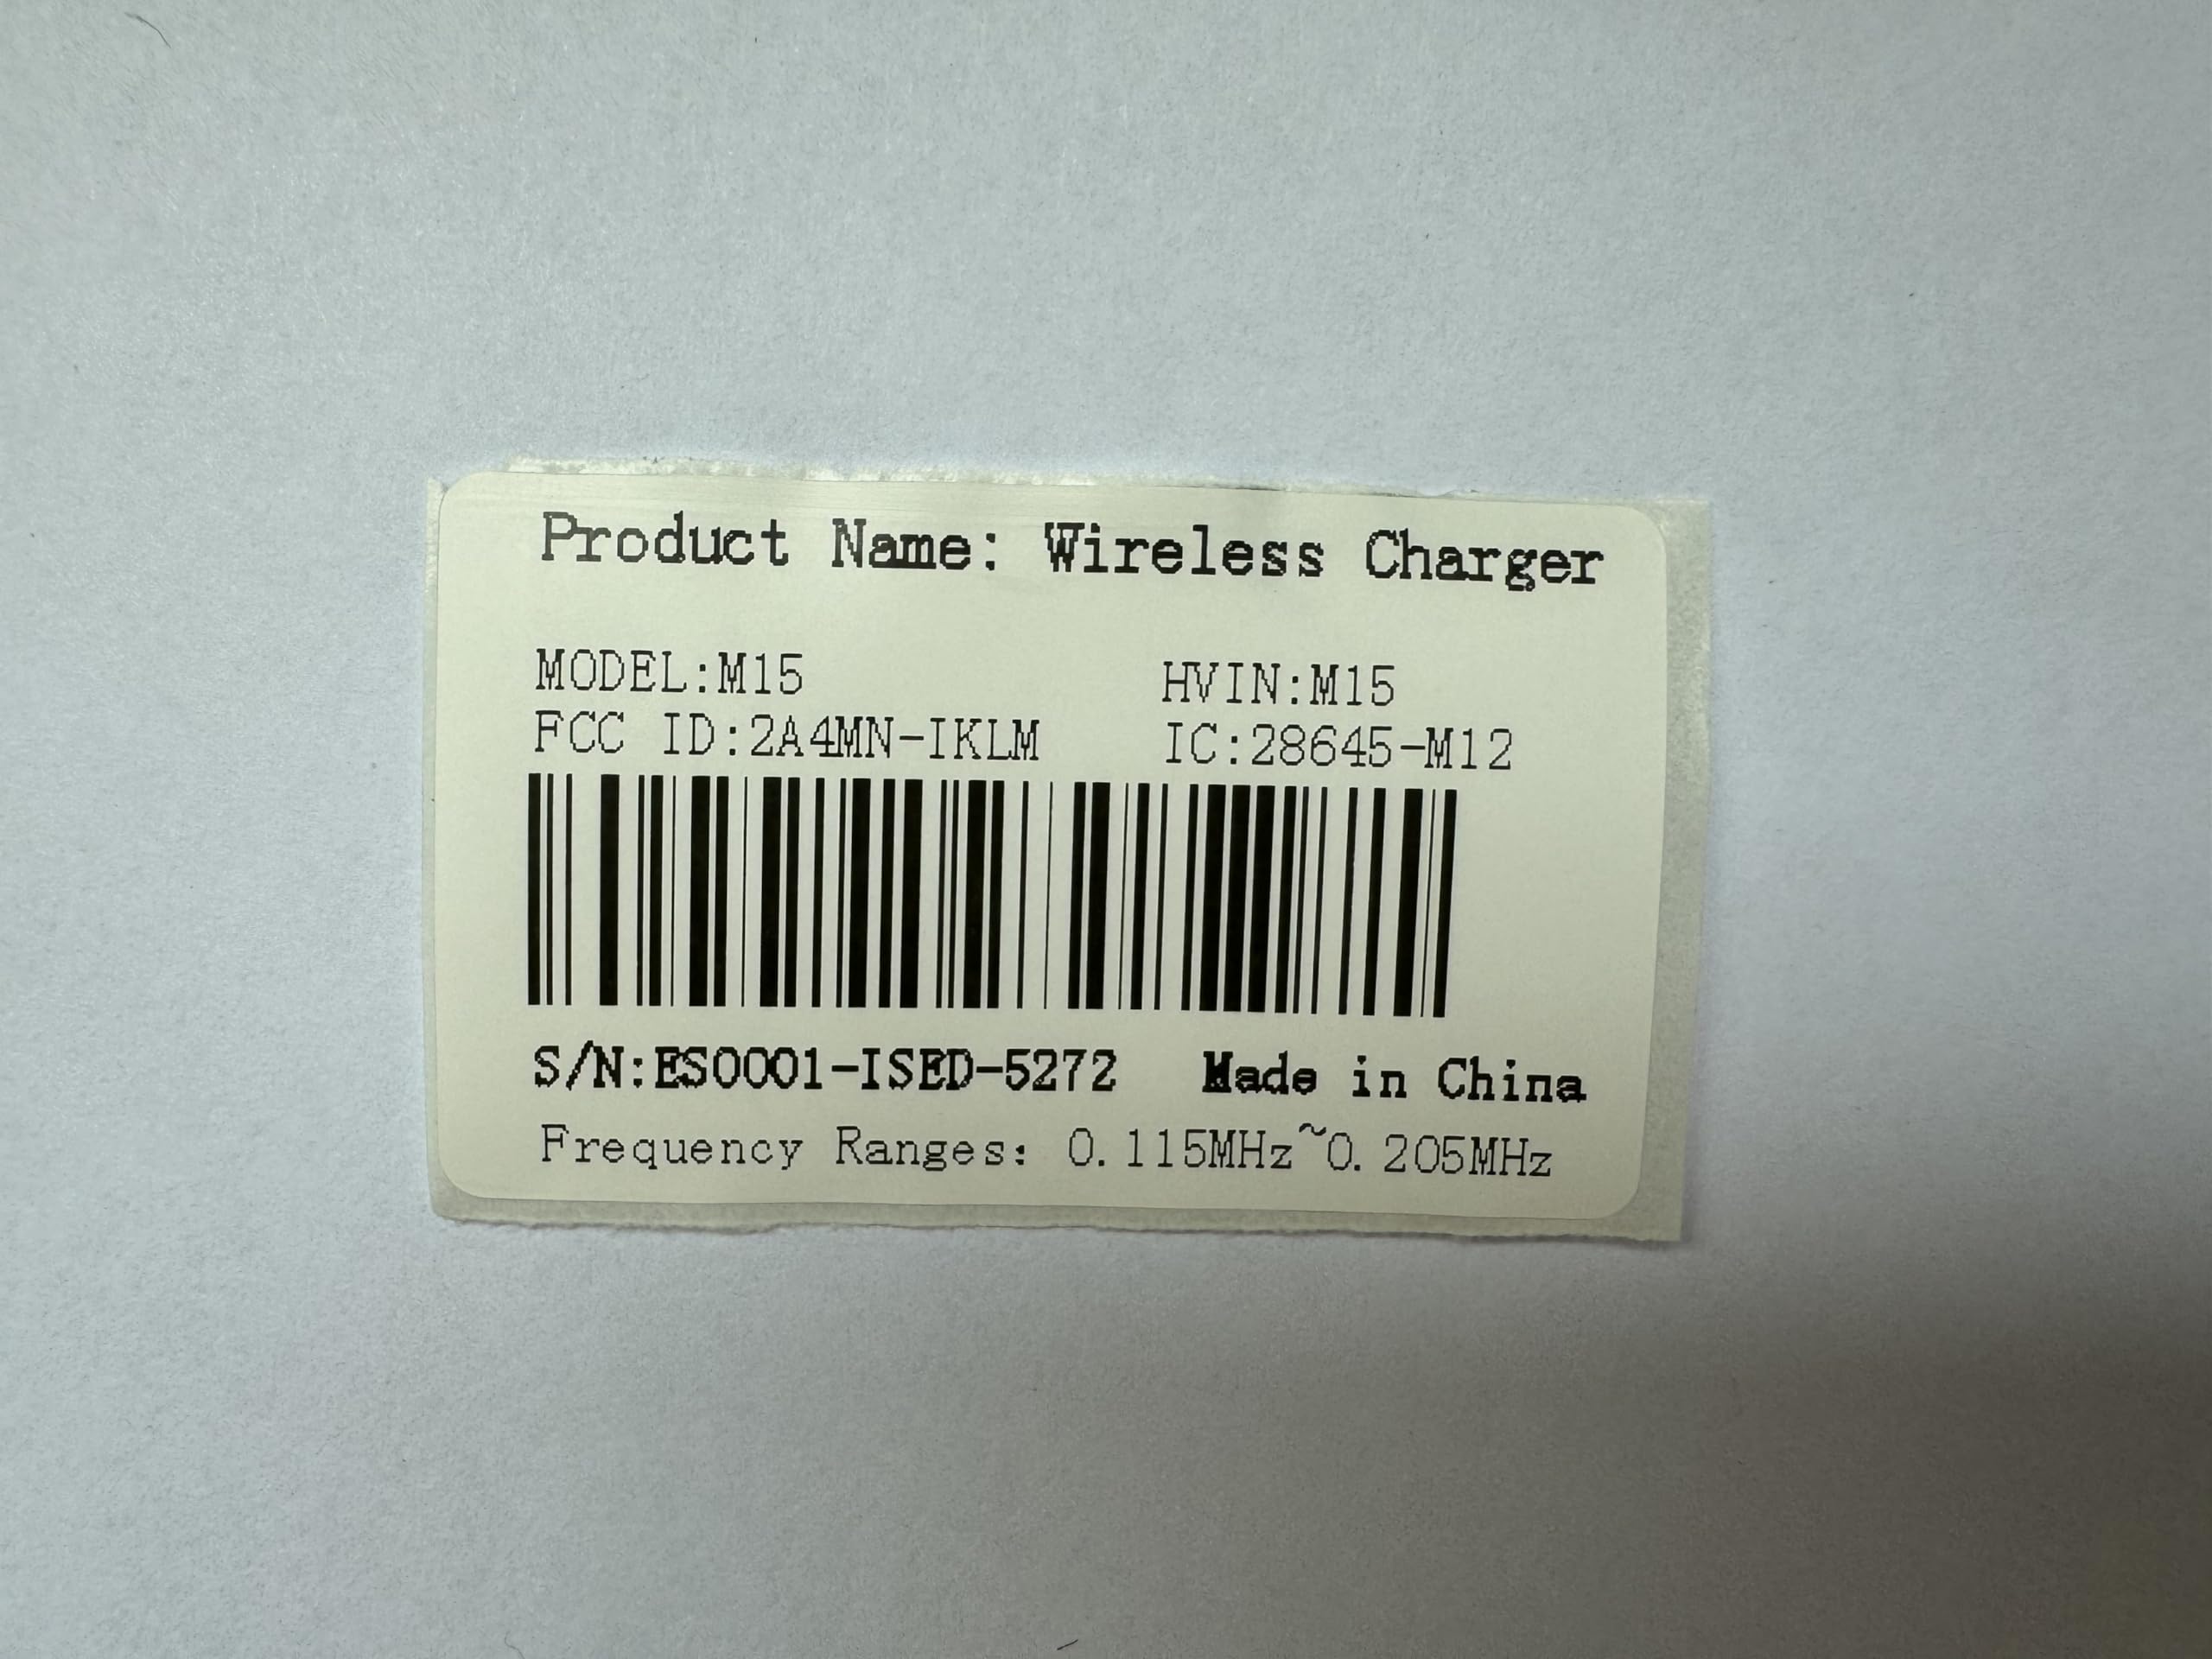 Product Name: Wireless Charger
MODEL:M15 HVIN:M15
FCC ID:2A4MN-IKLM IC:28645-M12
S/N:ES0001-ISED-5272 Made in China
Frequency Ranges: 0.115MHz~0.205MHz